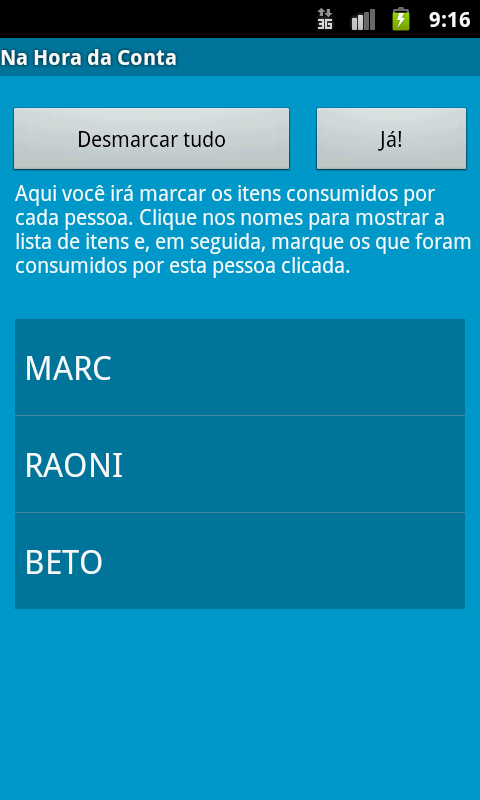 3G
9:16
Na Hora da Conta
Desmarcar tudo
Já!
Aqui você irá marcar os itens consumidos por
cada pessoa. Clique nos nomes para mostrar a
lista de itens e, em seguida, marque os que foram
consumidos por esta pessoa clicada.
MARC
RAONI
BETO